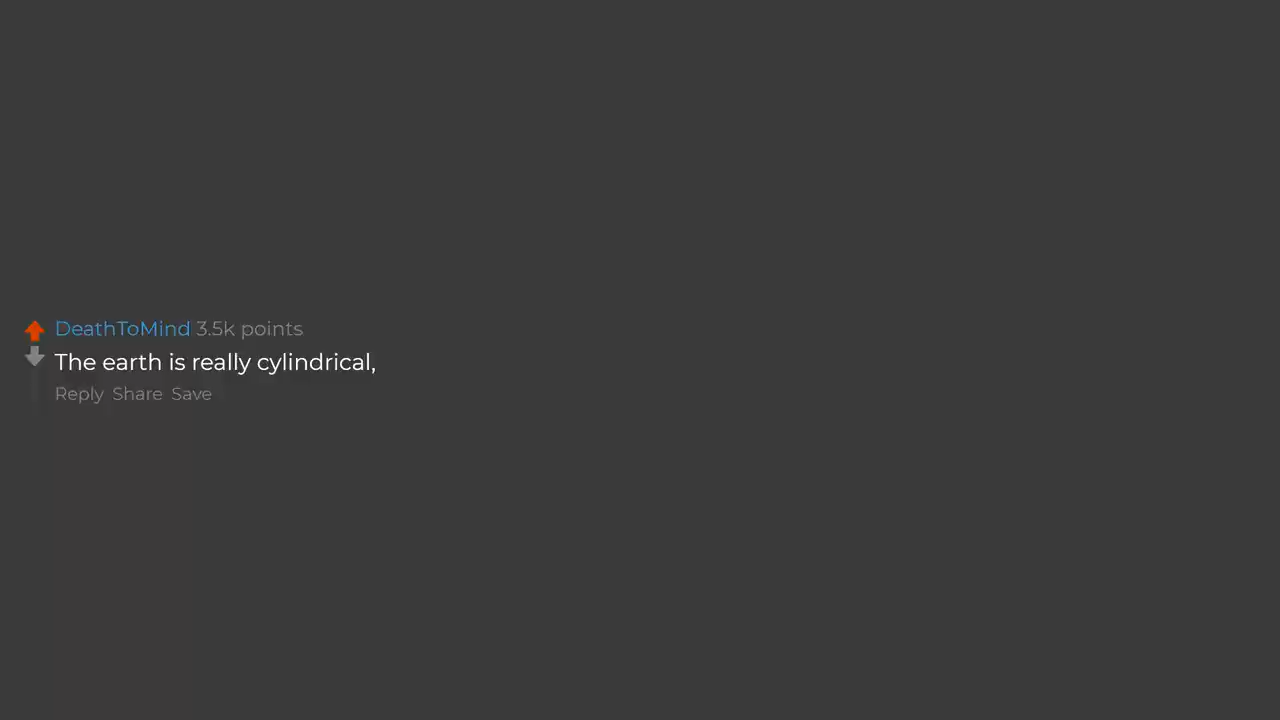 DeathToMind 3.5k points
The earth is really cylindrical,
Reply Share Save